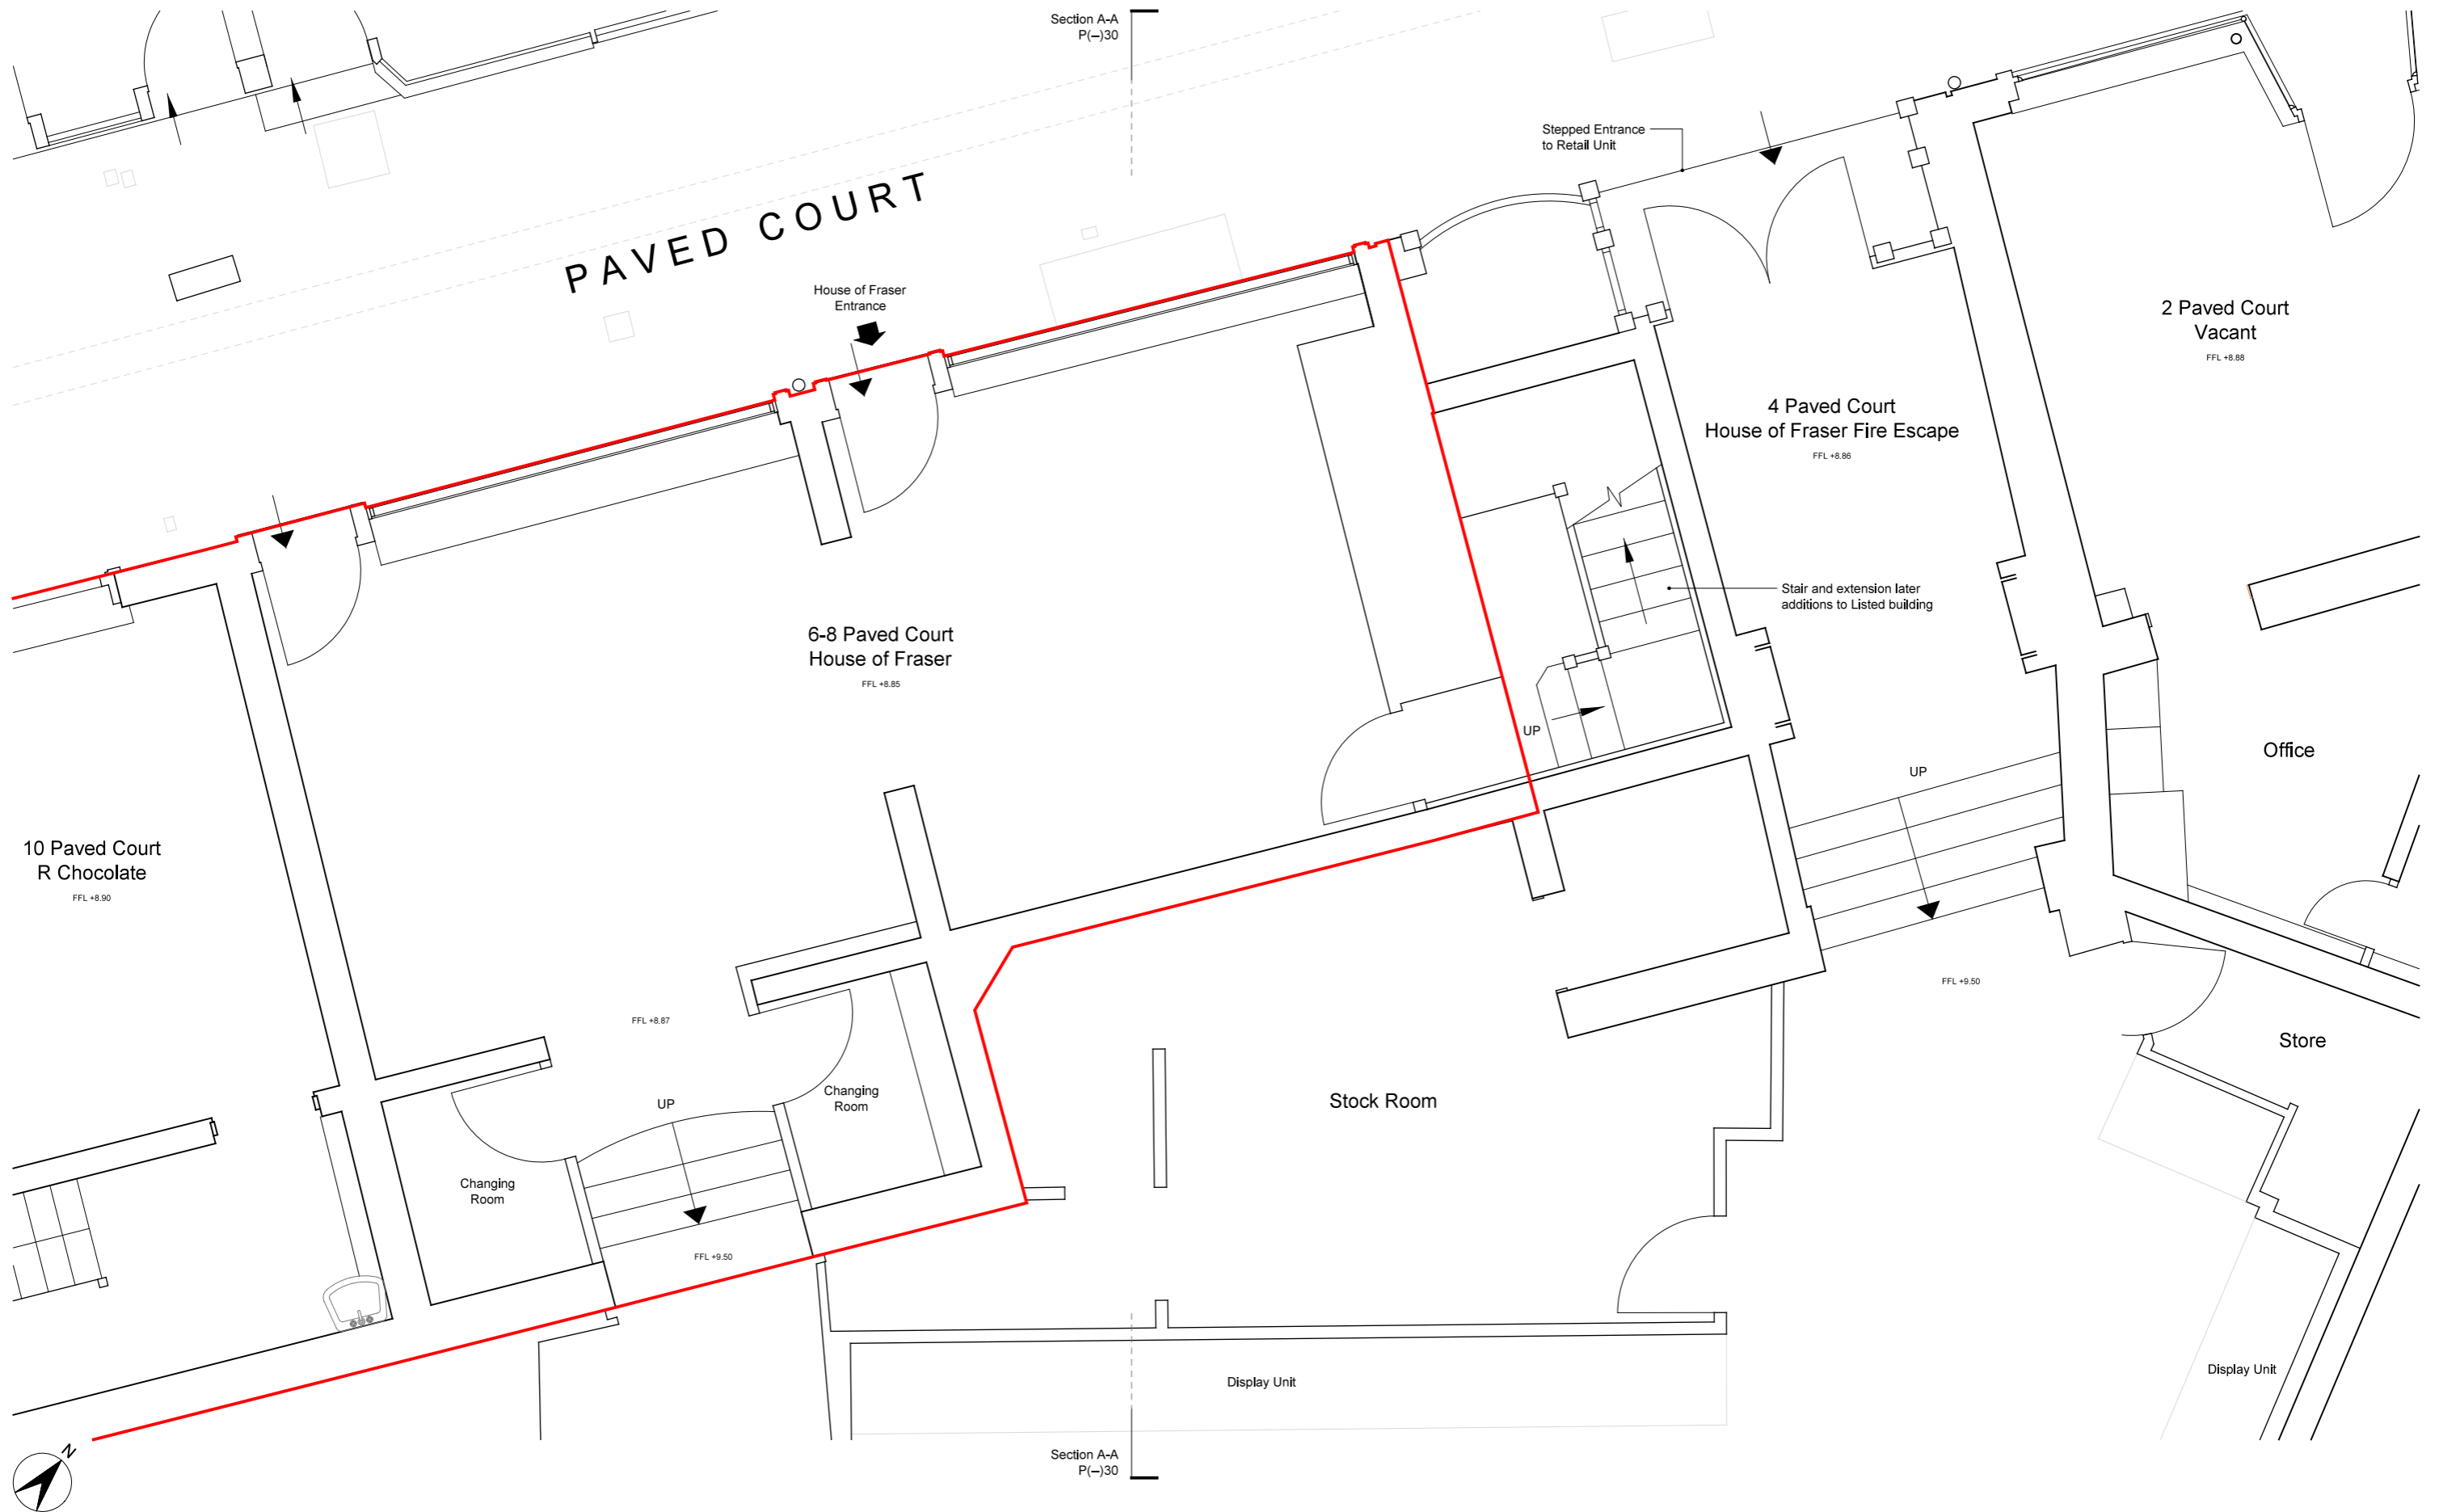 Section A-A
P(–)30
Stepped Entrance
to Retail Unit
PAVED COURT
House of Fraser
Entrance
2 Paved Court
Vacant
FFL +8.88
4 Paved Court
House of Fraser Fire Escape
FFL +8.86
Stair and extension later
additions to Listed building
6-8 Paved Court
House of Fraser
FFL +8.85
UP
Office
UP
10 Paved Court
R Chocolate
FFL +8.90
FFL +9.50
FFL +8.87
Store
Changing
Room
UP
Stock Room
Changing
Room
FFL +9.50
Display Unit
Display Unit
N
Section A-A
P(–)30